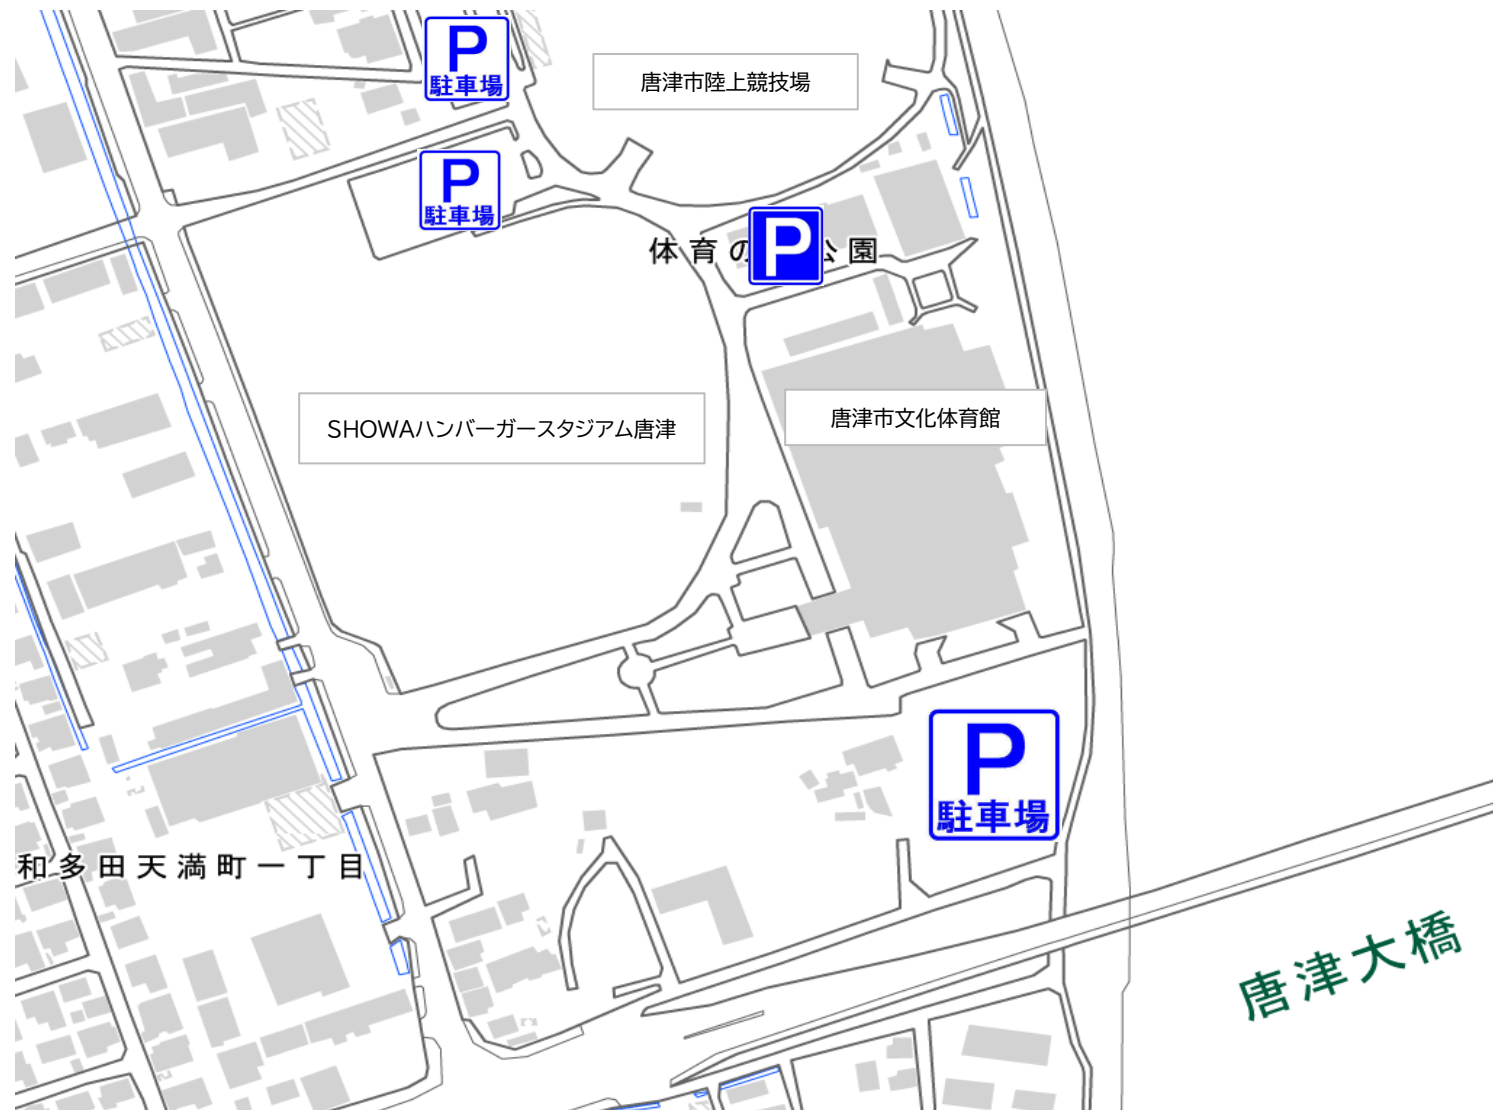 P
駐車場
唐津市陸上競技場
P
駐車場
体育の
P
公園
SHOWAハンバーガースタジアム唐津
唐津市文化体育館
P
駐車場
和多田天満町一丁目
唐津大橋